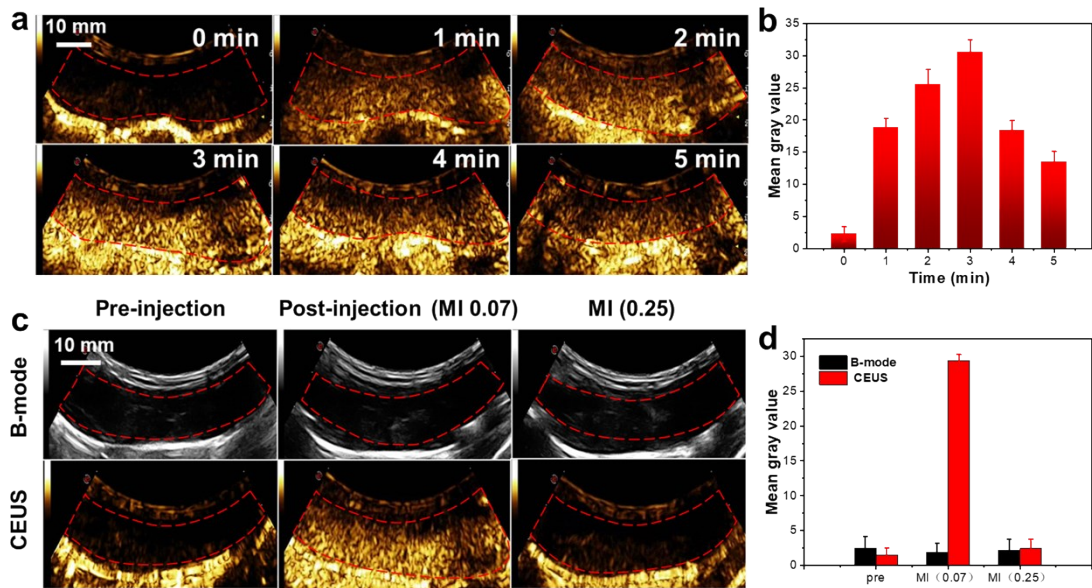 a
10 mm
0 min
1 min
2 min
3 min
4 min
5 min
b
Mean gray value
35
30
25
20
15
10
5
0
0 1 2 3 4 5
Time (min)
c
Pre-injection
Post-injection (MI 0.07)
MI (0.25)
10 mm
B-mode
CEUS
d
B-mode
CEUS
Mean gray value
30
25
20
15
10
5
0
pre MI (0.07) MI (0.25)